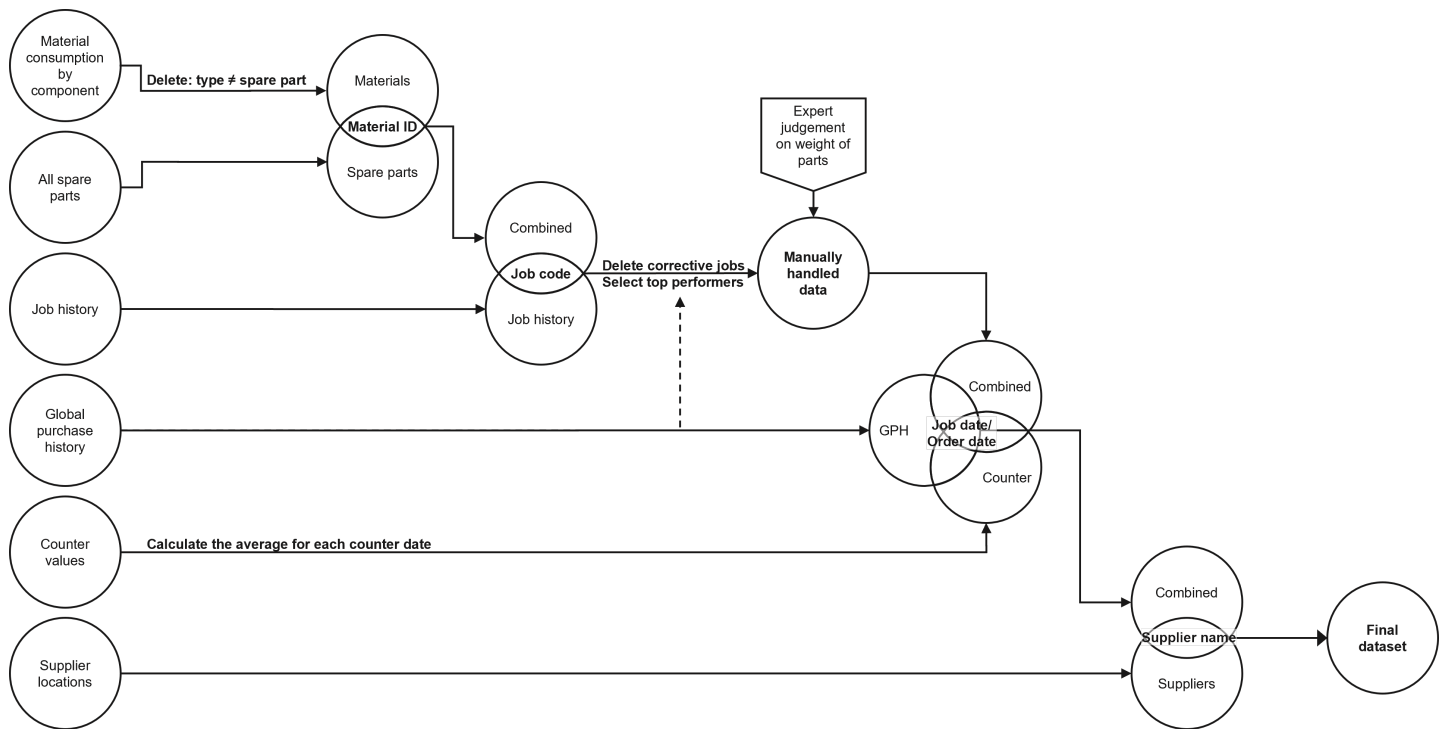 Material
consumption
by
component
Delete: type ≠ spare part
Materials
Material ID
Spare parts
All spare
parts
Combined
Job code
Job history
Job history
Delete corrective jobs
Select top performers
Expert
judgement
on weight of
parts
Manually
handled
data
Global
purchase
history
GPH
Combined
Job date/
Order date
Counter
Counter
values
Calculate the average for each counter date
Supplier
locations
Combined
Supplier name
Suppliers
Final
dataset